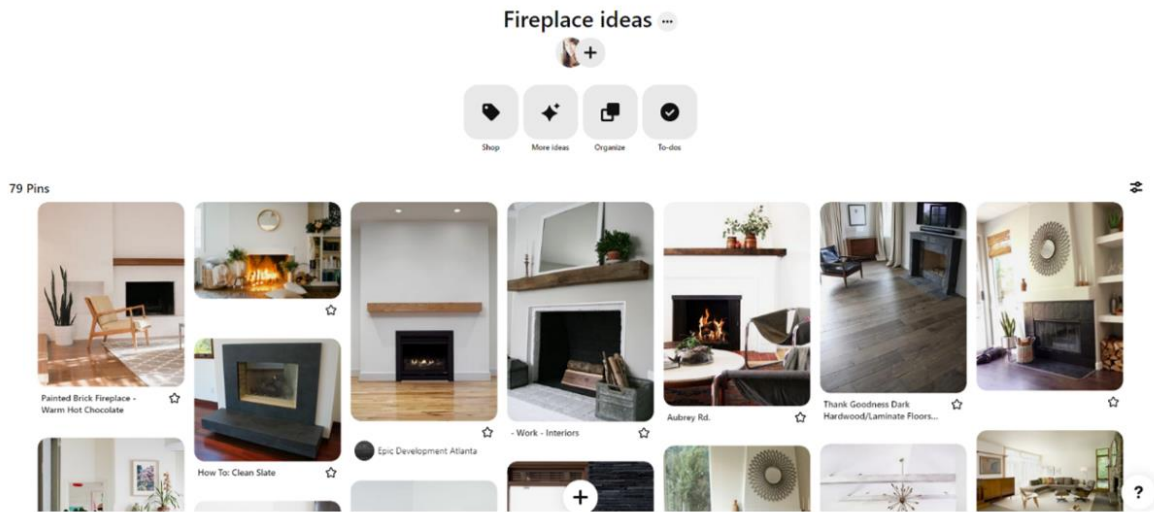 Fireplace ideas
Shop
More ideas
Organize
To-dos
79 Pins
Painted Brick Fireplace -
Warm Hot Chocolate
How To: Clean Slate
Epic Development Atlanta
- Work - Interiors
Aubrey Rd.
Thank Goodness Dark
Hardwood/Laminate Floors...
?